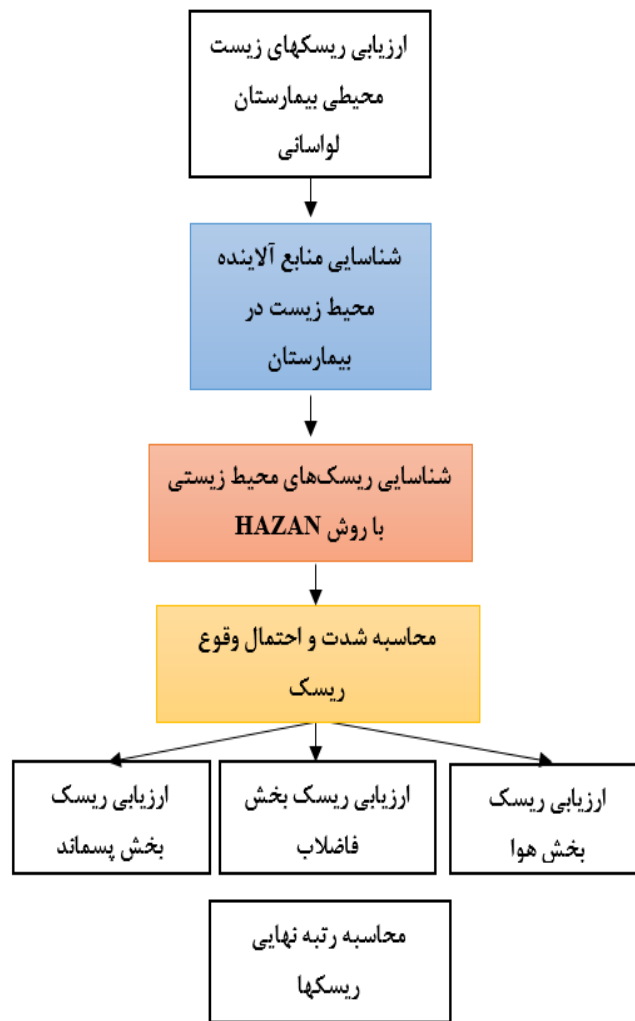 ارزیابی ریسکهای زیست
محیطی بیمارستان
لواسانی
شناسایی منابع آلاینده
محیط زیست در
بیمارستان
شناسایی ریسک‌های محیط زیستی
با روش HAZAN
محاسبه شدت و احتمال وقوع
ریسک
ارزیابی ریسک
بخش هوا
ارزیابی ریسک بخش
فاضلاب
ارزیابی ریسک
بخش پسماند
محاسبه رتبه نهایی
ریسکها